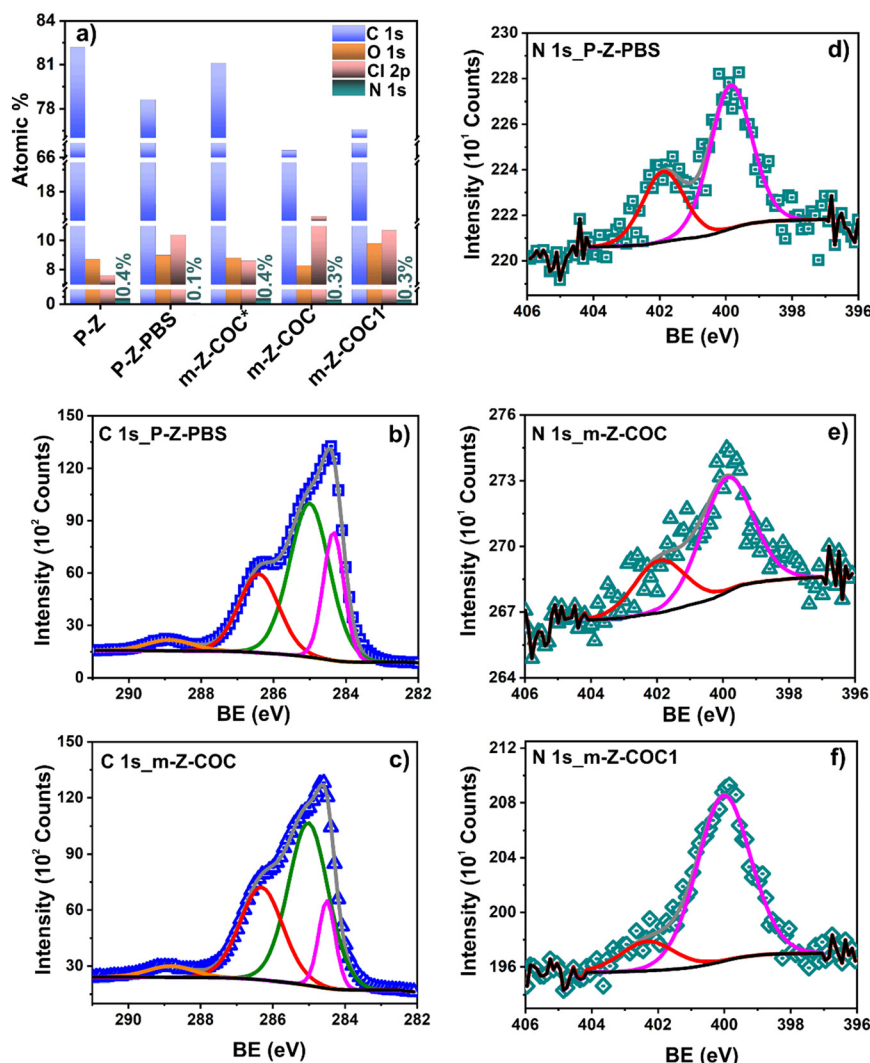 a)
C 1s
O 1s
Cl 2p
N 1s
Atomic %
84
81
78
66
18
10
8
0
0.4%
0.1%
0.4%
0.3%
0.3%
P-Z
P-Z-PBS
m-Z-COC*
m-Z-COC
m-Z-COC1
C 1s_P-Z-PBS b)
Intensity (10² Counts)
150
120
90
60
30
290 288 286 284 282
BE (eV)
C 1s_m-Z-COC c)
Intensity (10² Counts)
150
120
90
60
30
290 288 286 284 282
BE (eV)
N 1s_P-Z-PBS d)
Intensity (10¹ Counts)
230
228
226
224
221
220
406 404 402 400 398 396
BE (eV)
N 1s_m-Z-COC e)
Intensity (10¹ Counts)
276
273
270
267
264
406 404 402 400 398 396
BE (eV)
N 1s_m-Z-COC1 f)
Intensity (10¹ Counts)
212
208
204
200
196
406 404 402 400 398 396
BE (eV)